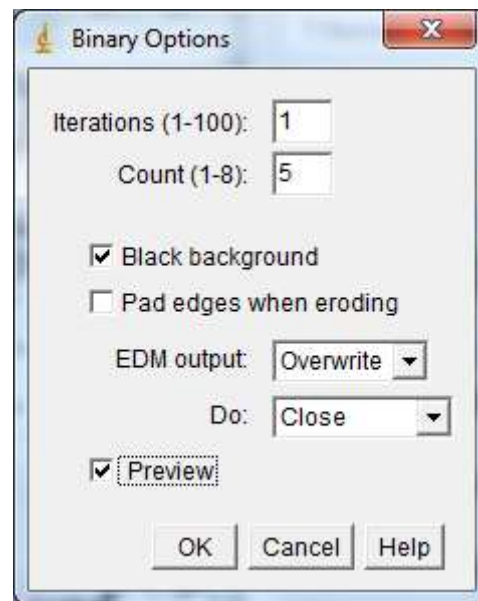 Binary Options
Iterations (1-100): 1
Count (1-8): 5
Black background
Pad edges when eroding
EDM output: Overwrite
Do: Close
Preview
OK Cancel Help